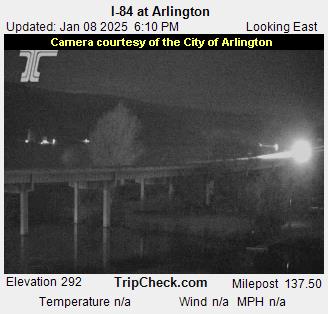 I-84 at Arlington
Updated: Jan 08 2025 6:10 PM Looking East
Camera courtesy of the City of Arlington
Elevation 292 TripCheck.com Milepost 137.50
Temperature n/a Wind n/a MPH n/a